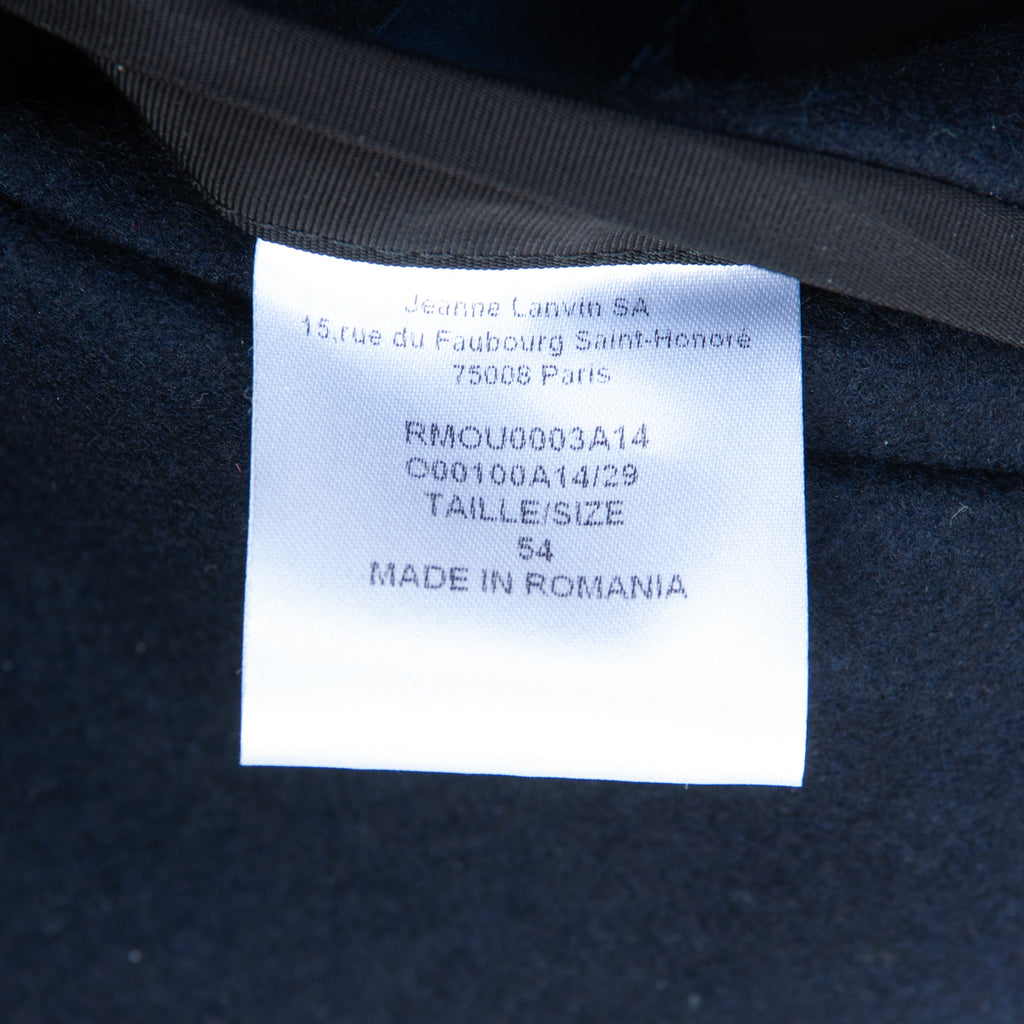 Jeanne Lanvin SA
15,rue du Faubourg Saint-Honoré
75008 Paris
RMOU0003A14
O00100A14/29
TAILLE/SIZE
54
MADE IN ROMANIA